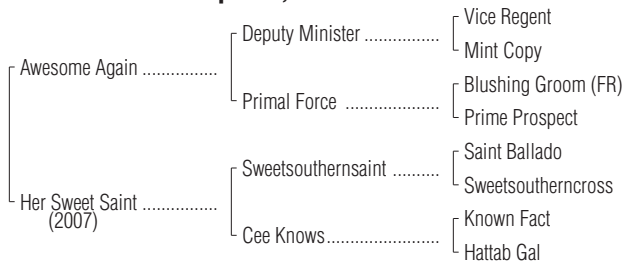 Vice Regent
Deputy Minister ................
Mint Copy
Awesome Again ................
Blushing Groom (FR)
Primal Force ....................
Prime Prospect
Saint Ballado
Sweetsouthernsaint ..........
Sweetsoutherncross
Her Sweet Saint ................
(2007)
Known Fact
Cee Knows........................
Hattab Gal